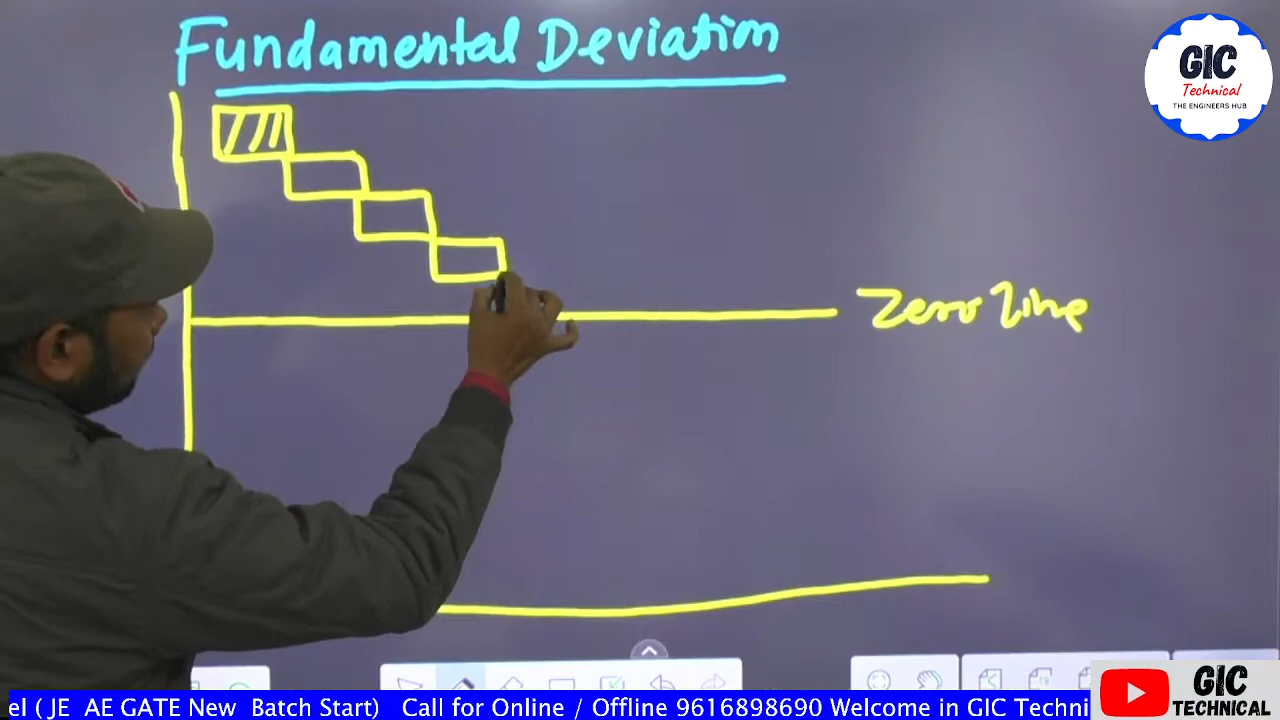 Fundamental Deviation
GIC
Technical
THE ENGINEERS HUB
Zero Line
el ( JE AE GATE New Batch Start) Call for Online / Offline 9616898690 Welcome in GIC Techni
GIC
TECHNICAL